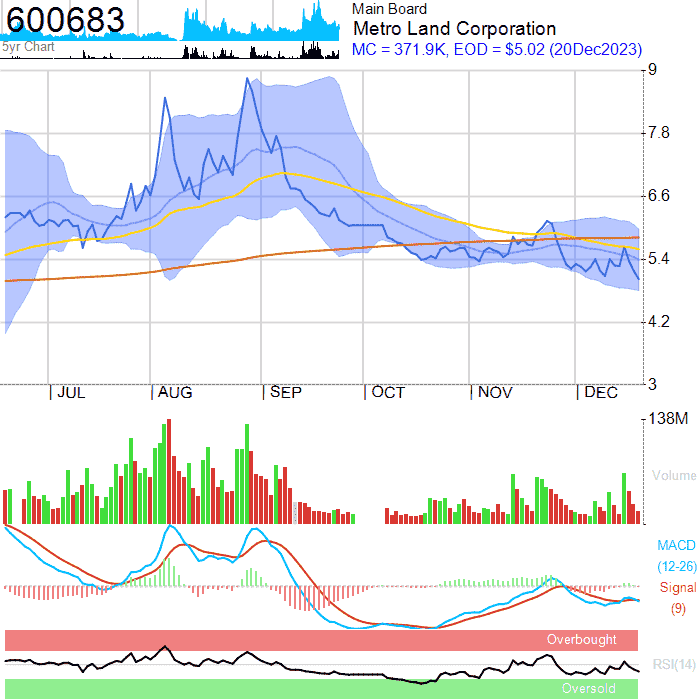 600683
5yr Chart
Main Board
Metro Land Corporation
MC = 371.9K, EOD = $5.02 (20Dec2023)
9
7.8
6.6
5.4
4.2
3
JUL AUG SEP OCT NOV DEC
138M
Volume
MACD
(12-26)
Signal
(9)
Overbought
RSI(14)
Oversold